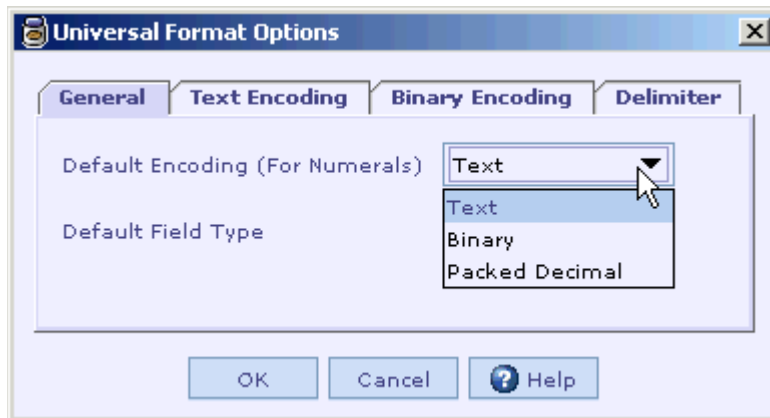 Universal Format Options
General Text Encoding Binary Encoding Delimiter
Default Encoding (For Numerals) Text
Text
Default Field Type
Binary
Packed Decimal
OK Cancel Help